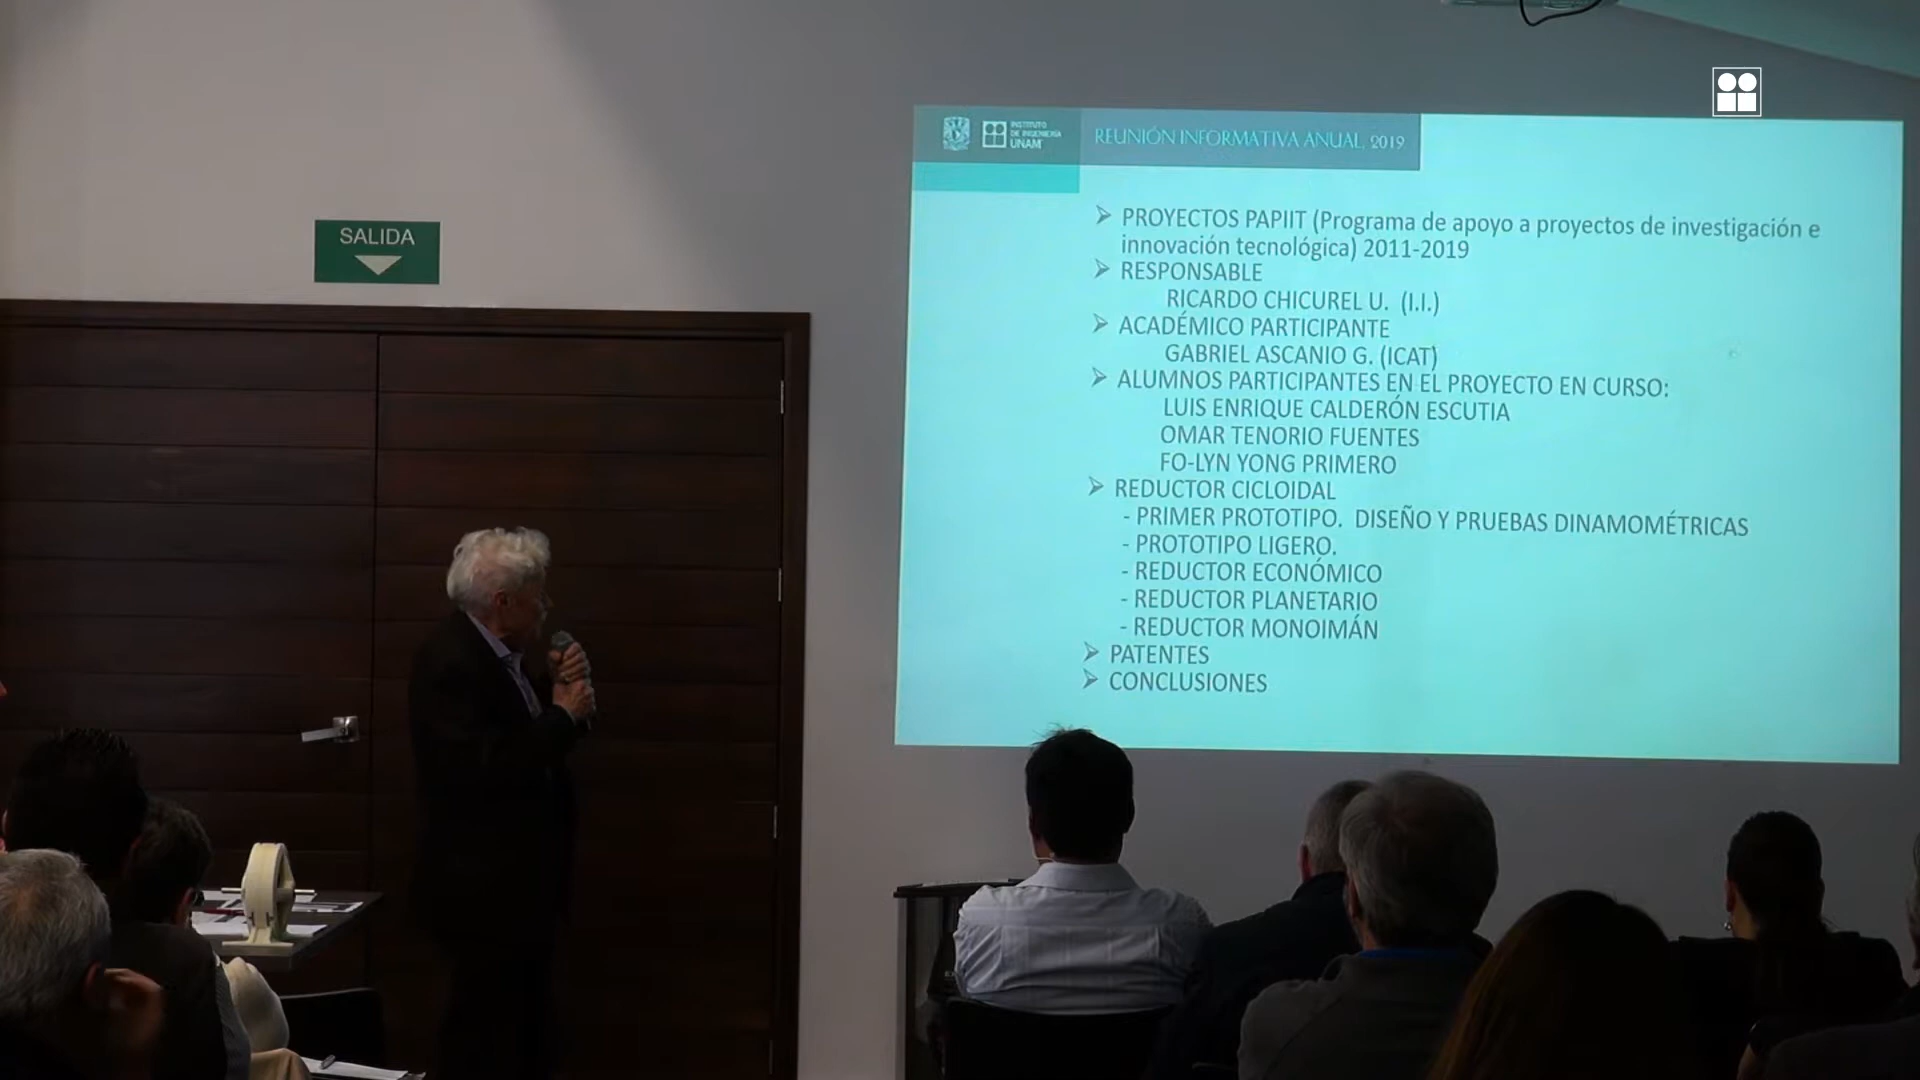 SALIDA
INSTITUTO
DE INGENIERÍA
UNAM
REUNIÓN INFORMATIVA ANUAL, 2019
➢ PROYECTOS PAPIIT (Programa de apoyo a proyectos de investigación e
innovación tecnológica) 2011-2019
➢ RESPONSABLE
RICARDO CHICUREL U. (I.I.)
➢ ACADÉMICO PARTICIPANTE
GABRIEL ASCANIO G. (ICAT)
➢ ALUMNOS PARTICIPANTES EN EL PROYECTO EN CURSO:
LUIS ENRIQUE CALDERÓN ESCUTIA
OMAR TENORIO FUENTES
FO-LYN YONG PRIMERO
➢ REDUCTOR CICLOIDAL
- PRIMER PROTOTIPO. DISEÑO Y PRUEBAS DINAMOMÉTRICAS
- PROTOTIPO LIGERO.
- REDUCTOR ECONÓMICO
- REDUCTOR PLANETARIO
- REDUCTOR MONOIMÁN
➢ PATENTES
➢ CONCLUSIONES